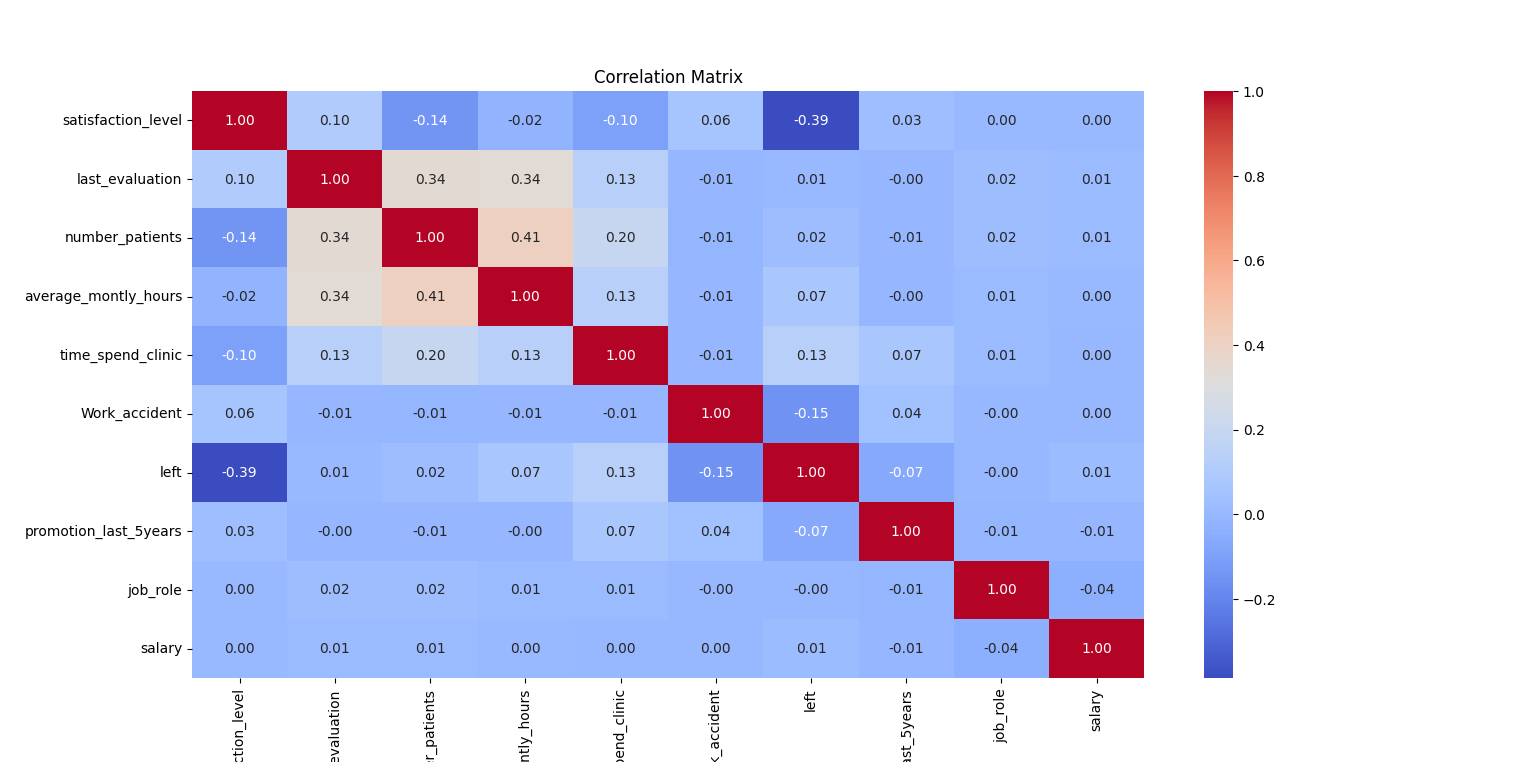 Correlation Matrix
satisfaction_level 1.00 0.10 -0.14 -0.02 -0.10 0.06 -0.39 0.03 0.00 0.00
last_evaluation 0.10 1.00 0.34 0.34 0.13 -0.01 0.01 -0.00 0.02 0.01
number_patients -0.14 0.34 1.00 0.41 0.20 -0.01 0.02 -0.01 0.02 0.01
average_montly_hours -0.02 0.34 0.41 1.00 0.13 -0.01 0.07 -0.00 0.01 0.00
time_spend_clinic -0.10 0.13 0.20 0.13 1.00 -0.01 0.13 0.07 0.01 0.00
Work_accident 0.06 -0.01 -0.01 -0.01 -0.01 1.00 -0.15 0.04 -0.00 0.00
left -0.39 0.01 0.02 0.07 0.13 -0.15 1.00 -0.07 -0.00 0.01
promotion_last_5years 0.03 -0.00 -0.01 -0.00 0.07 0.04 -0.07 1.00 -0.01 -0.01
job_role 0.00 0.02 0.02 0.01 0.01 -0.00 -0.00 -0.01 1.00 -0.04
salary 0.00 0.01 0.01 0.00 0.00 0.00 0.01 -0.01 -0.04 1.00
ction_level
evaluation
r_patients
ntly_hours
pend_clinic
k_accident
left
ast_5years
job_role
salary
1.0
0.8
0.6
0.4
0.2
0.0
−0.2